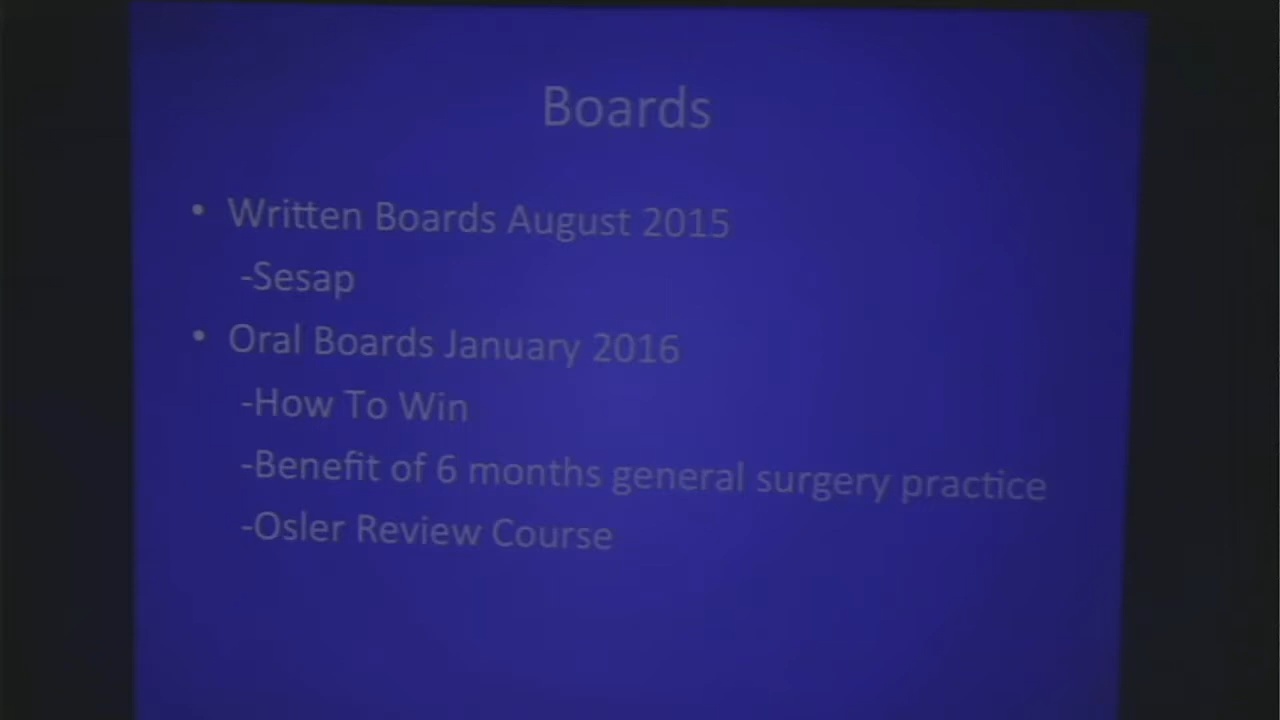 Boards
• Written Boards August 2015
-Sesap
• Oral Boards January 2016
-How To Win
-Benefit of 6 months general surgery practice
-Osler Review Course